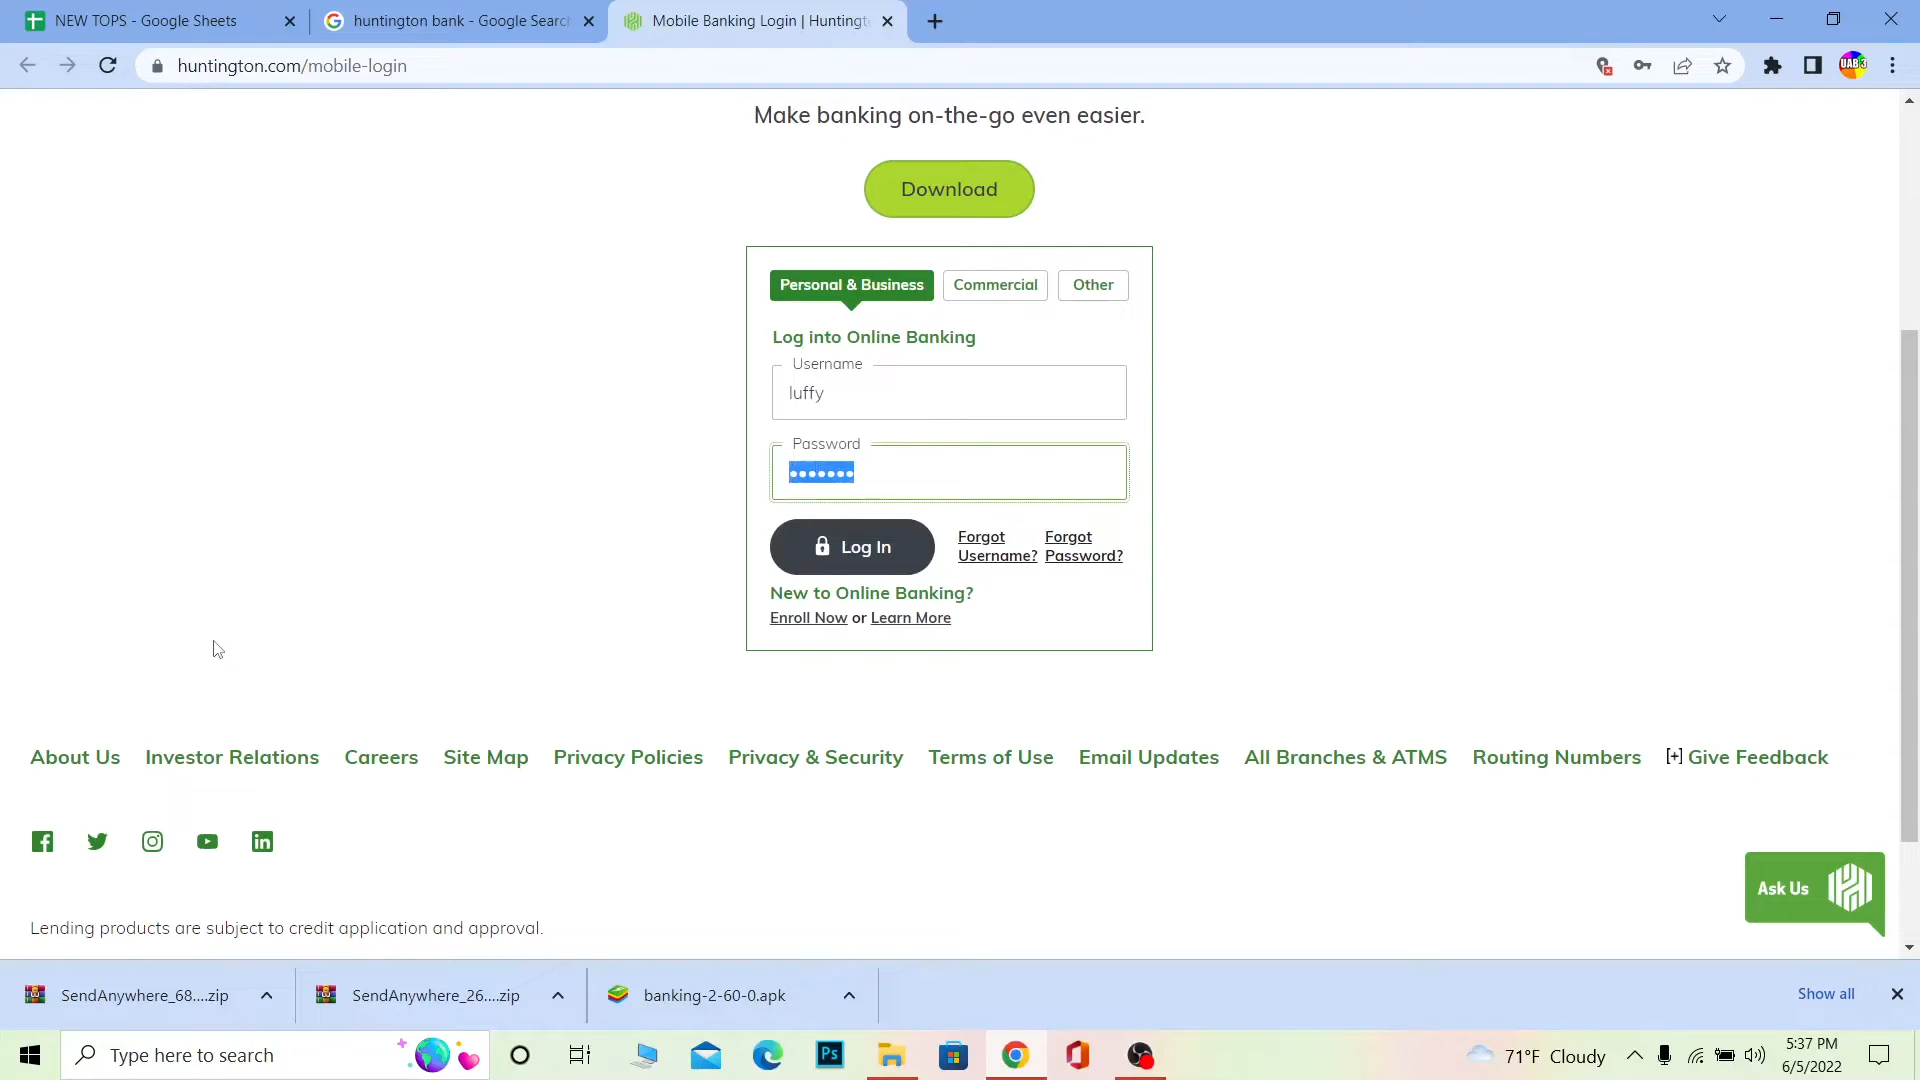 NEW TOPS - Google Sheets
huntington bank - Google Searc
Mobile Banking Login | Huntingt
huntington.com/mobile-login
UAB 3
Make banking on-the-go even easier.
Download
Personal & Business
Commercial
Other
Log into Online Banking
Username
luffy
Password
•••••••
Log In
Forgot Username?
Forgot Password?
New to Online Banking?
Enroll Now or Learn More
About Us
Investor Relations
Careers
Site Map
Privacy Policies
Privacy & Security
Terms of Use
Email Updates
All Branches & ATMS
Routing Numbers
[+] Give Feedback
Ask Us
Lending products are subject to credit application and approval.
SendAnywhere_68....zip
SendAnywhere_26....zip
banking-2-60-0.apk
Show all
Type here to search
Ps
71°F Cloudy
5:37 PM
6/5/2022